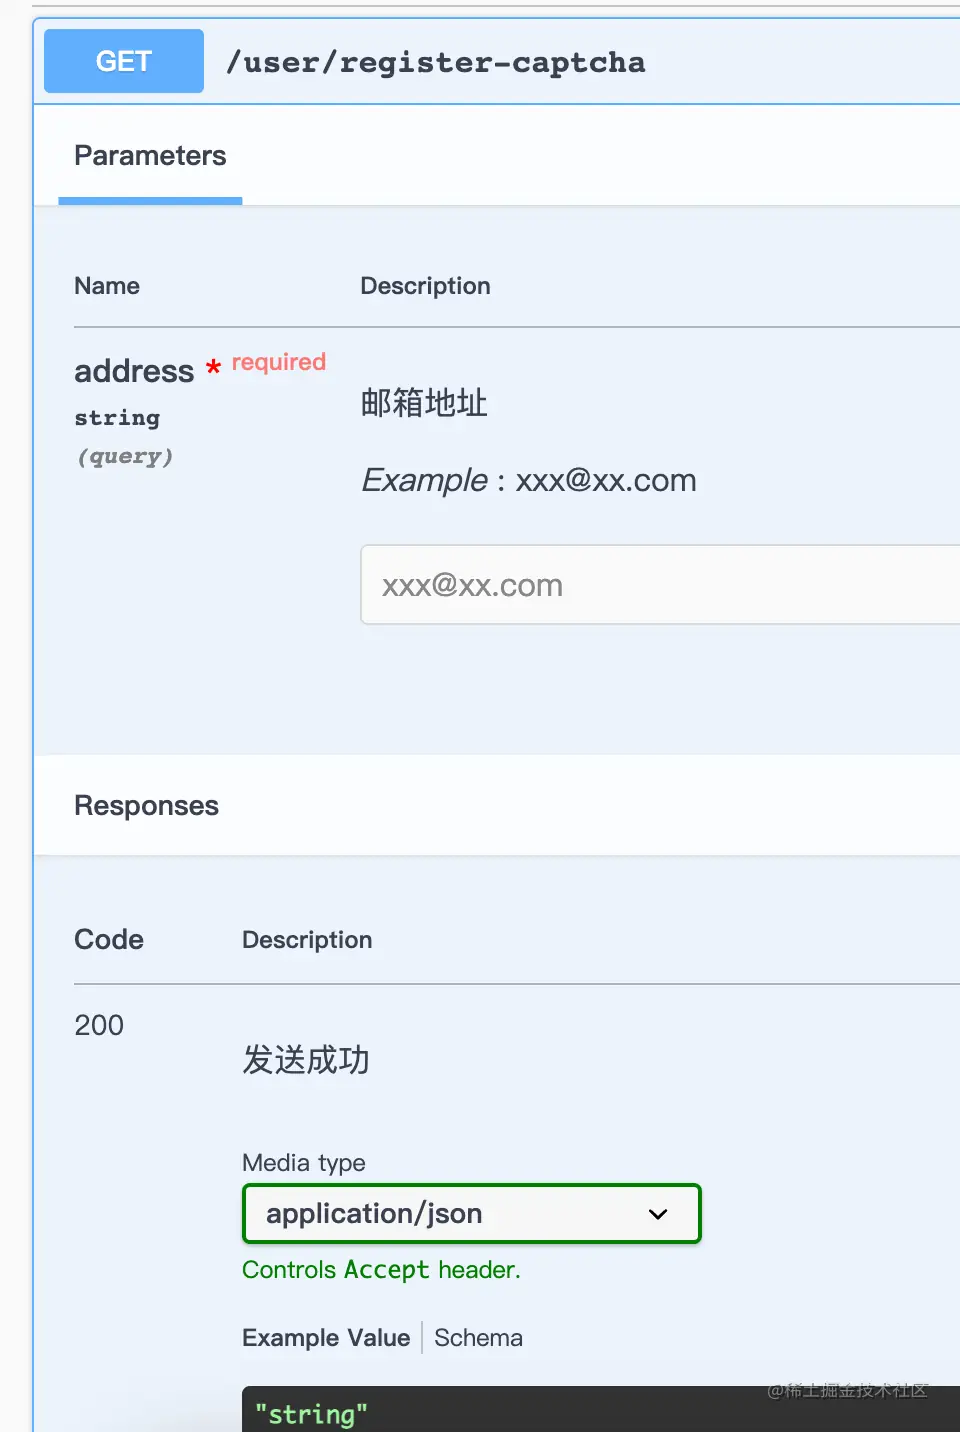 GET /user/register-captcha
Parameters
Name Description
address * required
string
(query)
邮箱地址
Example : xxx@xx.com
xxx@xx.com
Responses
Code Description
200
发送成功
Media type
application/json
Controls Accept header.
Example Value | Schema
@稀土掘金技术社区
"string"